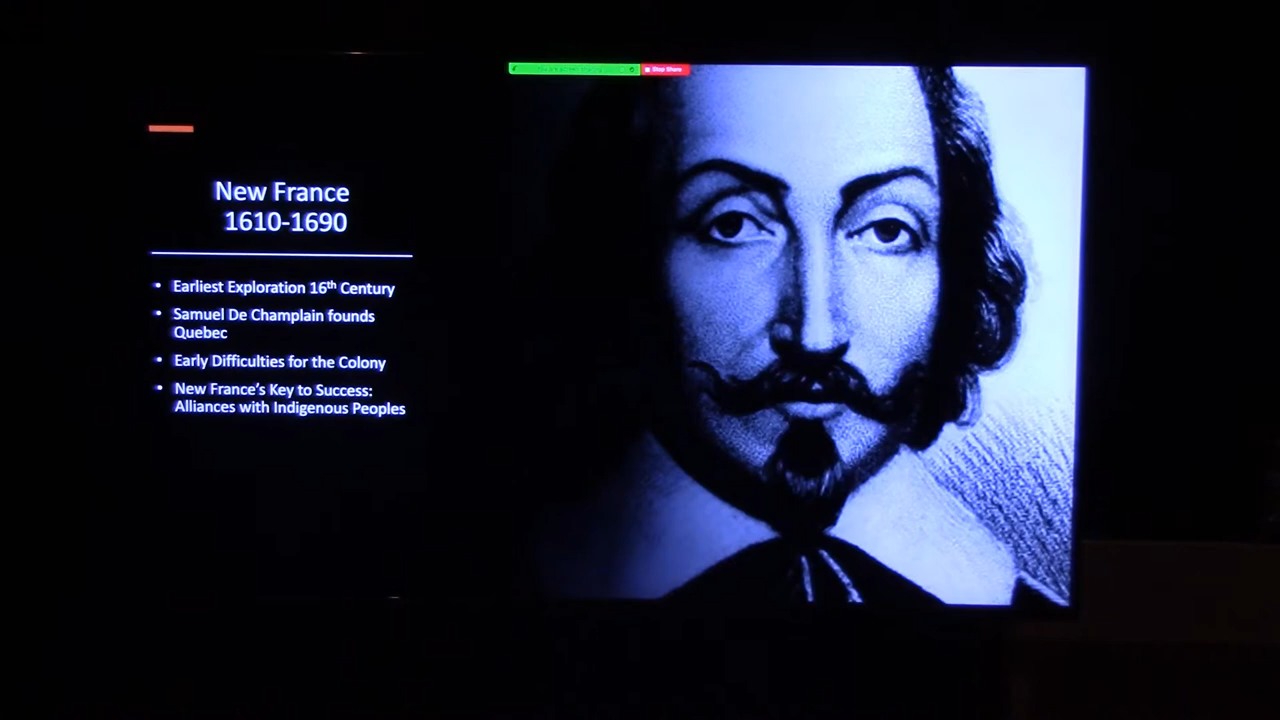 Stop Share
New France
1610-1690
• Earliest Exploration 16th Century
• Samuel De Champlain founds
Quebec
• Early Difficulties for the Colony
• New France's Key to Success:
Alliances with Indigenous Peoples